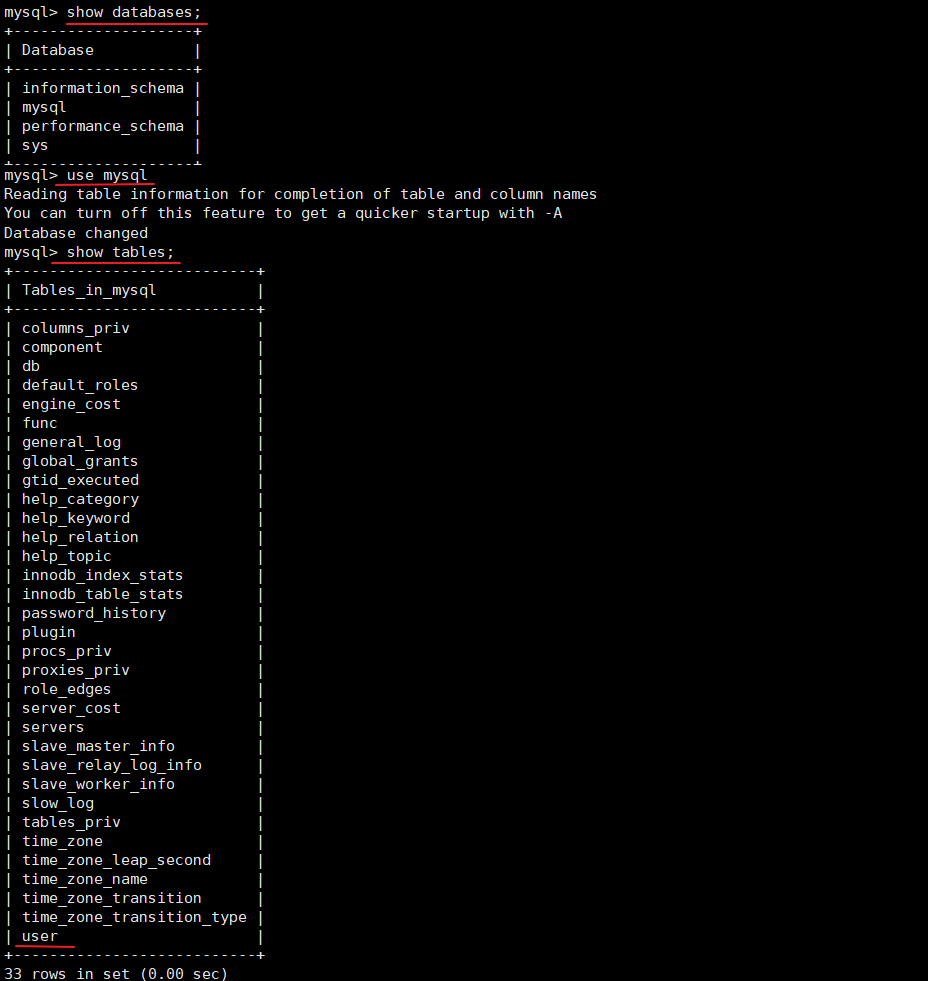 mysql> show databases;
+--------------------+
| Database           |
+--------------------+
| information_schema |
| mysql              |
| performance_schema |
| sys                |
+--------------------+
mysql> use mysql
Reading table information for completion of table and column names
You can turn off this feature to get a quicker startup with -A
Database changed
mysql> show tables;
+---------------------------+
| Tables_in_mysql           |
+---------------------------+
| columns_priv              |
| component                 |
| db                        |
| default_roles             |
| engine_cost               |
| func                      |
| general_log               |
| global_grants             |
| gtid_executed             |
| help_category             |
| help_keyword              |
| help_relation             |
| help_topic                |
| innodb_index_stats        |
| innodb_table_stats        |
| password_history          |
| plugin                    |
| procs_priv                |
| proxies_priv              |
| role_edges                |
| server_cost               |
| servers                   |
| slave_master_info         |
| slave_relay_log_info      |
| slave_worker_info         |
| slow_log                  |
| tables_priv               |
| time_zone                 |
| time_zone_leap_second     |
| time_zone_name            |
| time_zone_transition      |
| time_zone_transition_type |
| user                      |
+---------------------------+
33 rows in set (0.00 sec)